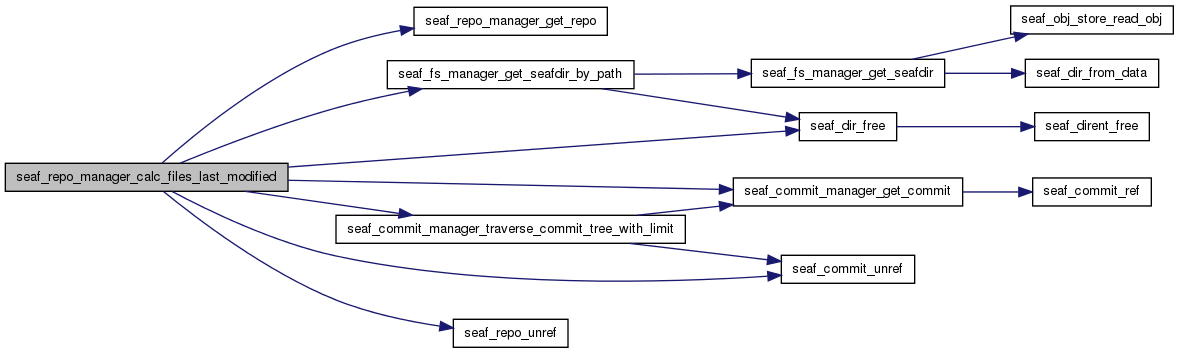 seaf_repo_manager_get_repo
seaf_obj_store_read_obj
seaf_fs_manager_get_seafdir_by_path
seaf_fs_manager_get_seafdir
seaf_dir_from_data
seaf_dir_free
seaf_dirent_free
seaf_repo_manager_calc_files_last_modified
seaf_commit_manager_get_commit
seaf_commit_ref
seaf_commit_manager_traverse_commit_tree_with_limit
seaf_commit_unref
seaf_repo_unref